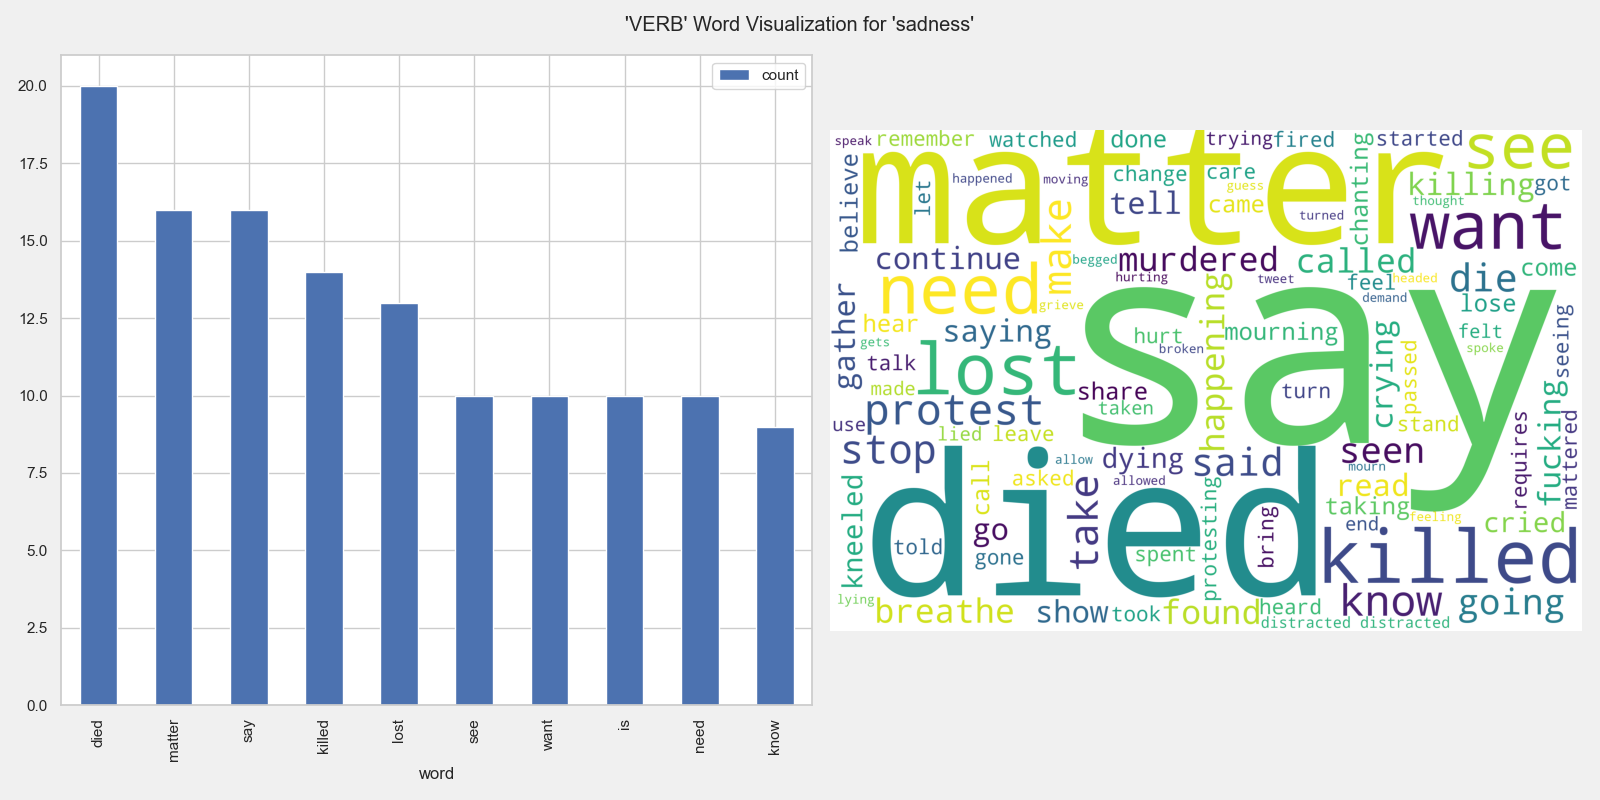 'VERB' Word Visualization for 'sadness'
count
20.0
17.5
15.0
12.5
10.0
7.5
5.0
2.5
0.0
died
matter
say
killed
lost
see
want
is
need
know
word
speak
remember
watched
done
trying
fired
started
see
matter
believe
let
happened
moving
change
care
guess
chanting
killing
got
thought
tell
came
turned
want
make
continue
begged
murdered
called
come
need
hurting
tweet
feel
headed
die
demand
lose
grieve
say
gather
hear
saying
hurt
mourning
happening
felt
seeing
gets
broken
crying
passed
spoke
talk
lost
made
share
turn
taken
protest
use
lied
leave
stand
requires
fucking
mattered
stop
allow
dying
said
seen
mourn
died
call
asked
allowed
take
read
kneeled
protesting
taking
feeling
go
bring
end
cried
told
gone
spent
killed
lying
breathe
show
took
found
heard
know
going
distracted distracted